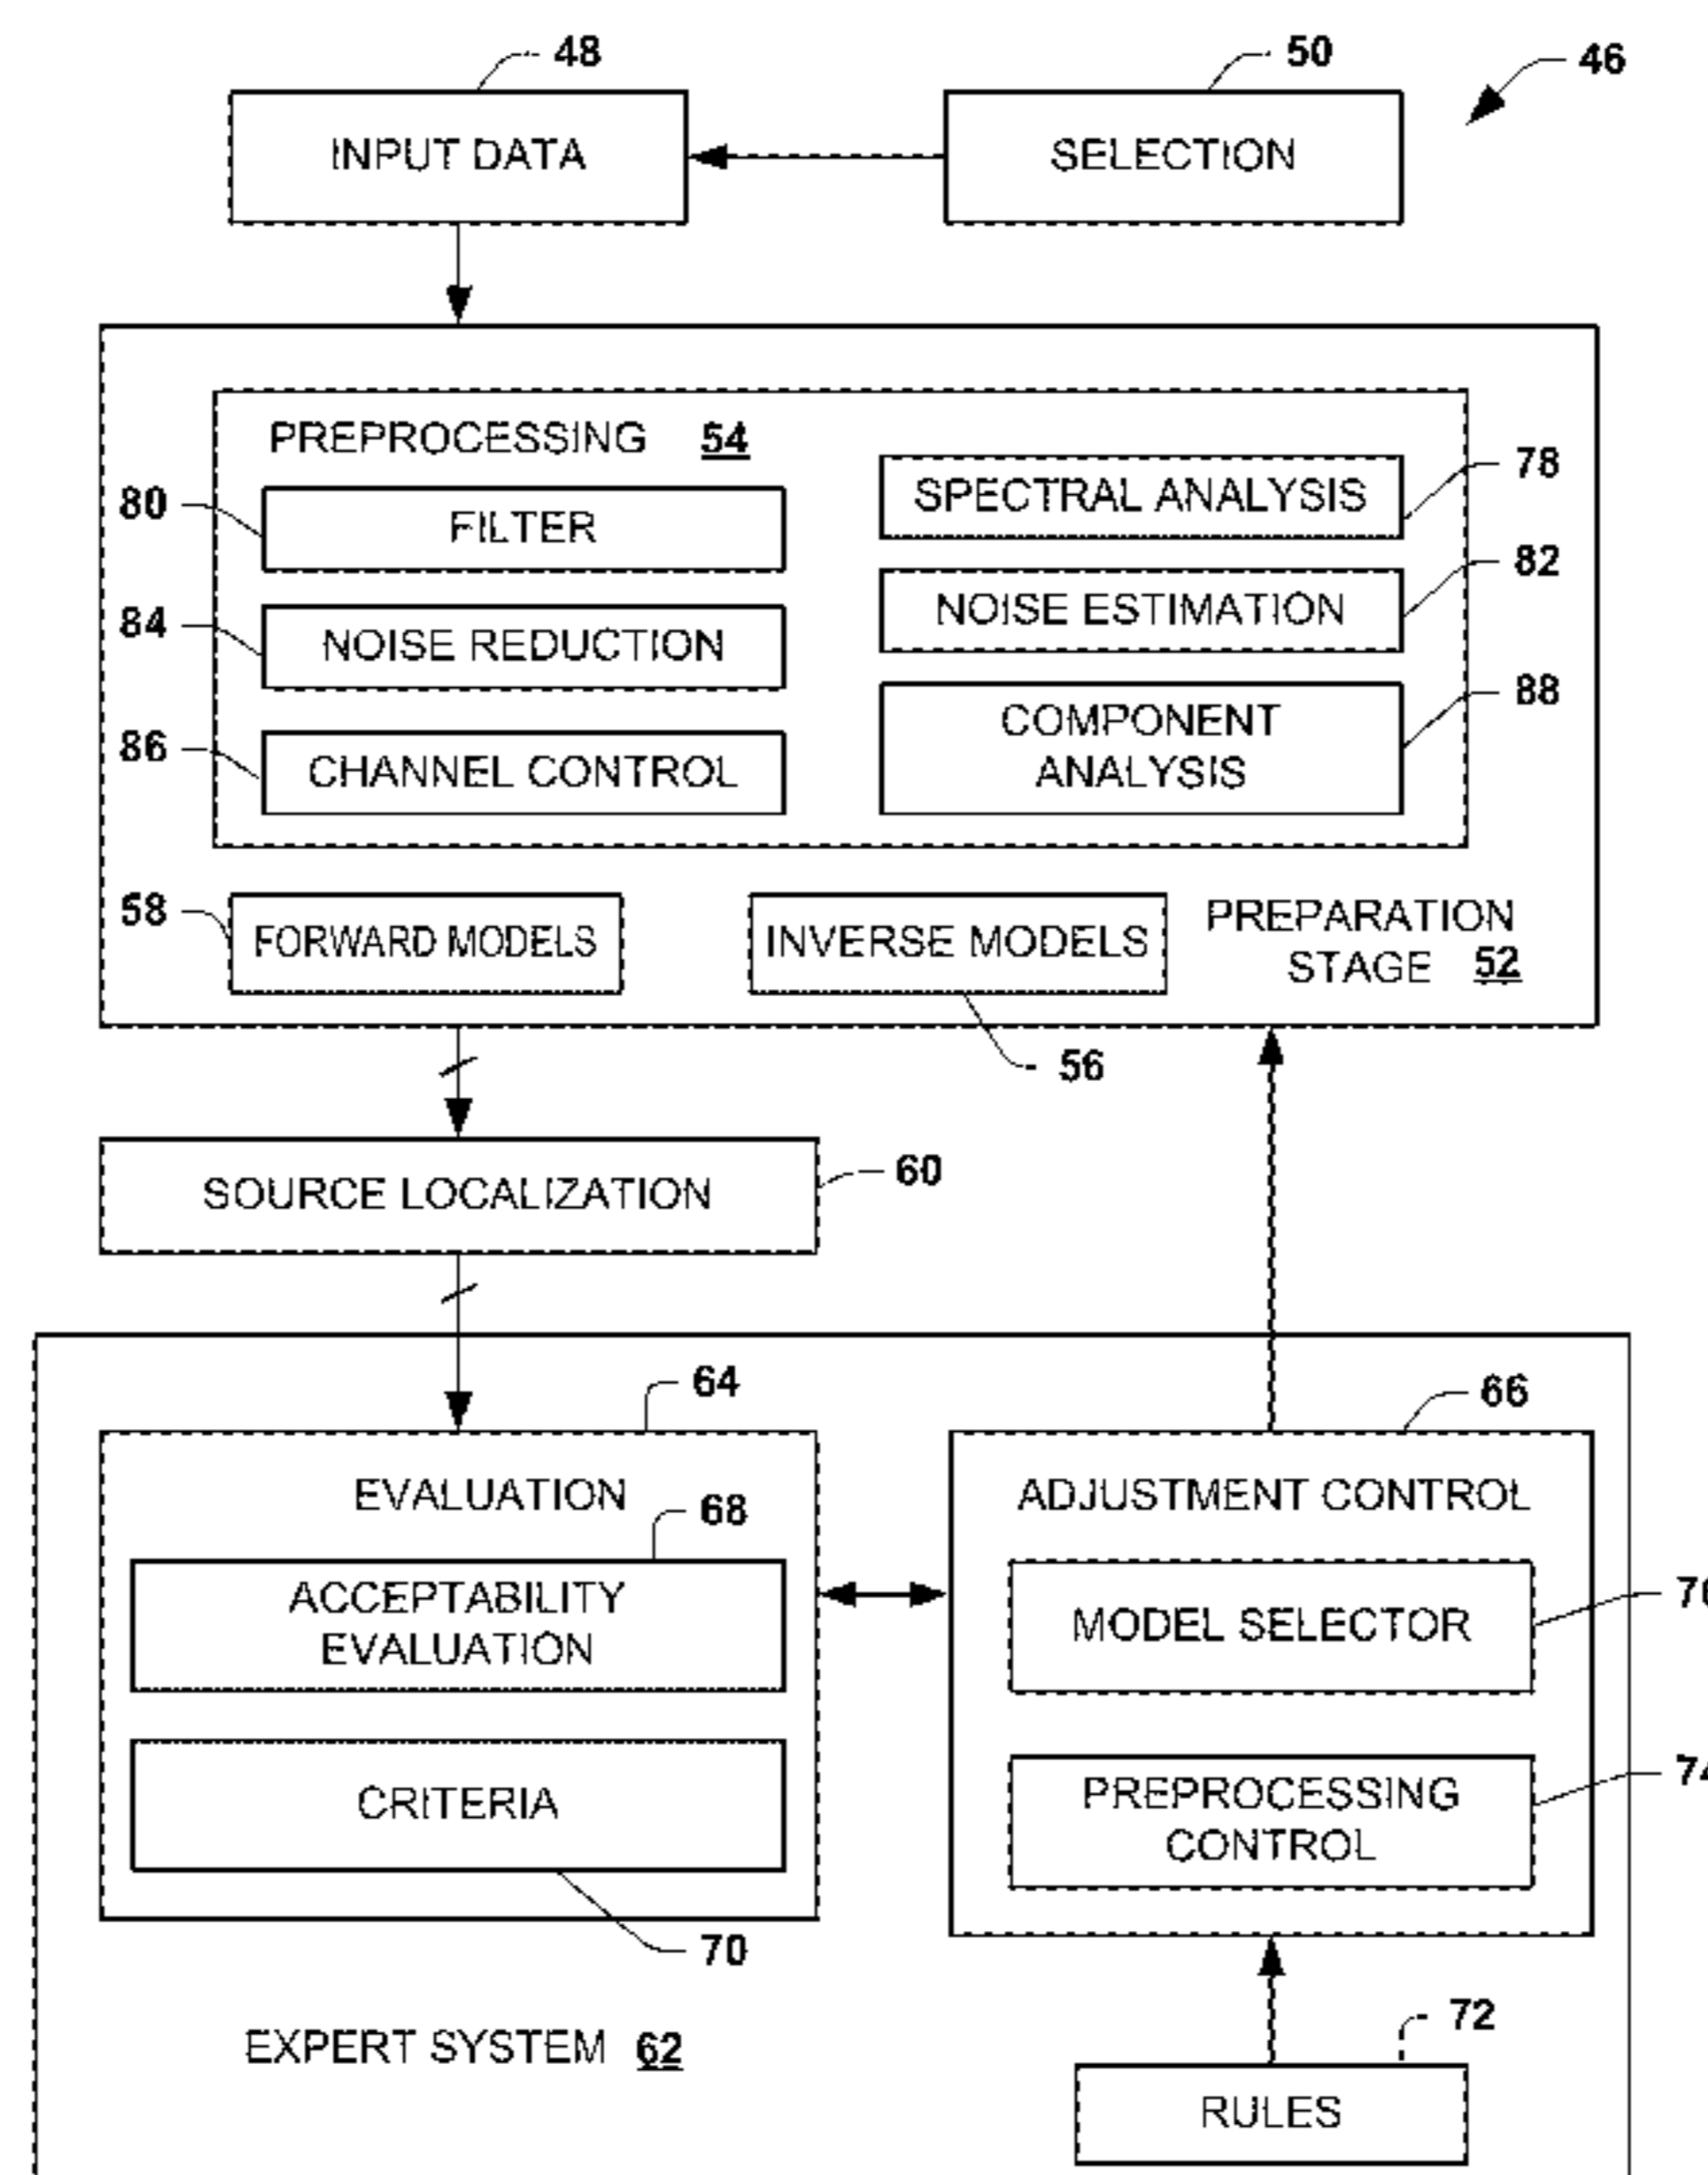 48
50
46
INPUT DATA
SELECTION
PREPROCESSING 54
SPECTRAL ANALYSIS
78
80
FILTER
82
NOISE ESTIMATION
84
NOISE REDUCTION
88
COMPONENT
ANALYSIS
86
CHANNEL CONTROL
58
FORWARD MODELS
INVERSE MODELS
PREPARATION
STAGE 52
56
SOURCE LOCALIZATION
60
64
66
EVALUATION
ADJUSTMENT CONTROL
68
ACCEPTABILITY
EVALUATION
MODEL SELECTOR
CRITERIA
PREPROCESSING
CONTROL
70
72
EXPERT SYSTEM 62
RULES